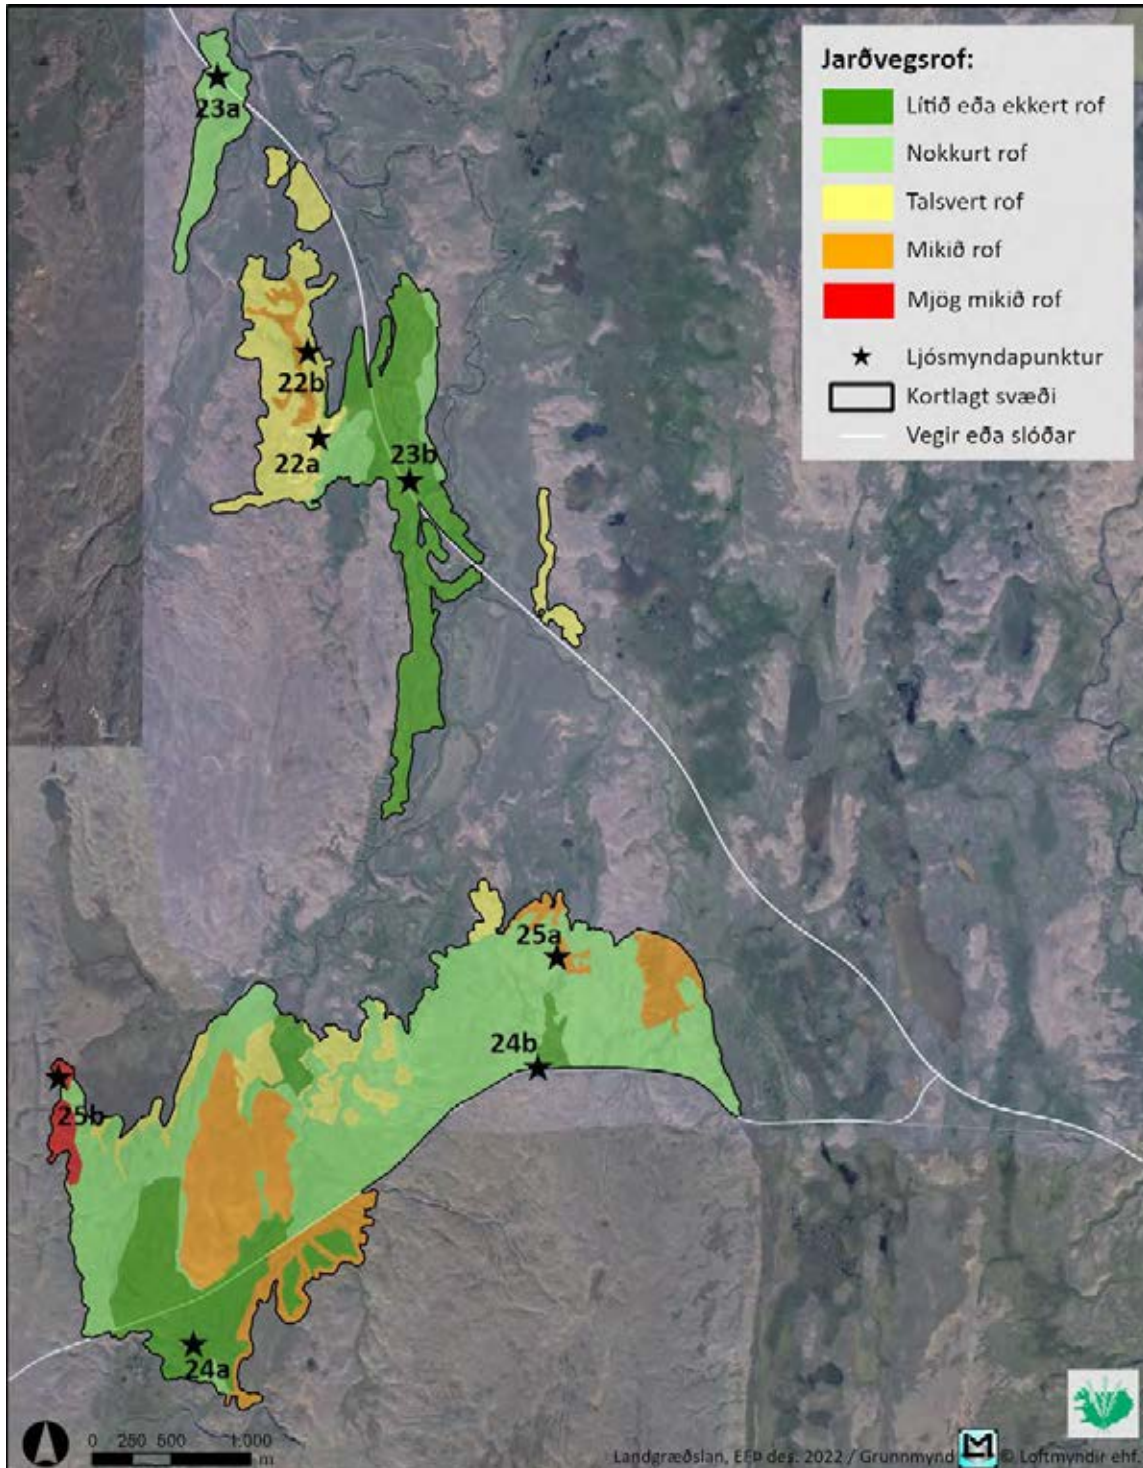 Jarðvegsrof:
Lítið eða ekkert rof
Nokkurt rof
Talsvert rof
Mikið rof
Mjög mikið rof
Ljósmyndapunktur
Kortlagt svæði
Vegir eða slóðar
23a
22b
22a
23b
25a
24b
25b
24a
0 250 500 1.000
m
Landgræðslan, EFÞ des. 2022 / Grunnmynd © Loftmyndir ehf.